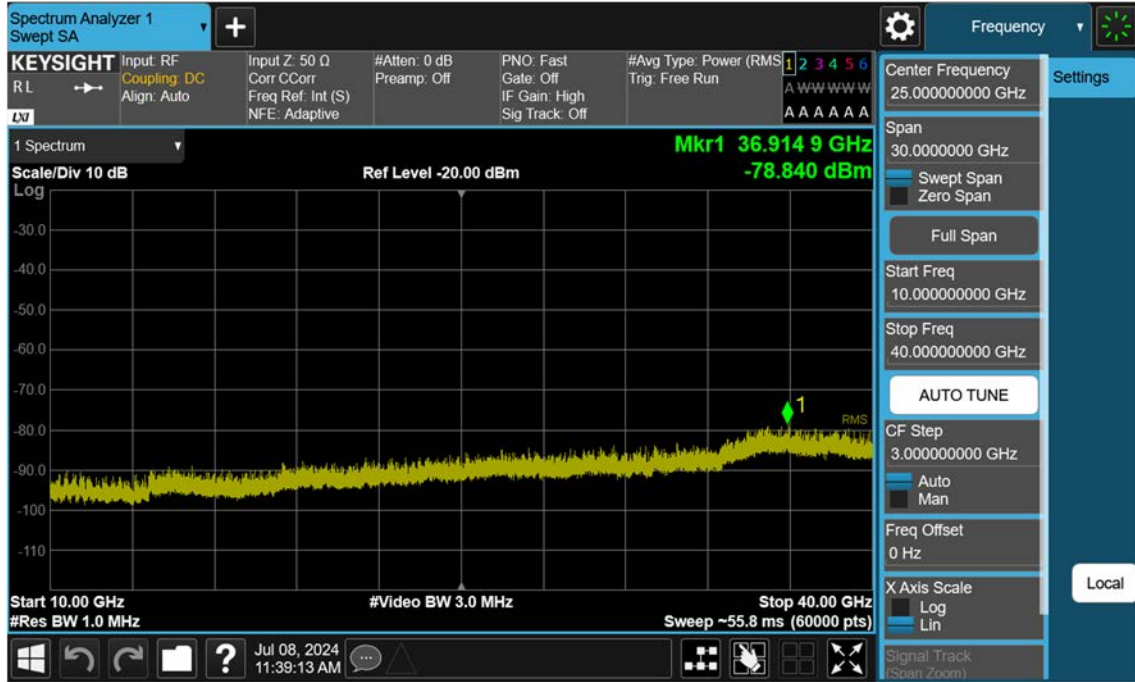 Spectrum Analyzer 1
Swept SA
Frequency
KEYSIGHT
R L
LXI
Input: RF
Coupling: DC
Align: Auto
Input Z: 50 Ω
Corr CCorr
Freq Ref: Int (S)
NFE: Adaptive
#Atten: 0 dB
Preamp: Off
PNO: Fast
Gate: Off
IF Gain: High
Sig Track: Off
#Avg Type: Power (RMS
Trig: Free Run
1 2 3 4 5 6
A W W W W W
A A A A A A
1 Spectrum
Scale/Div 10 dB
Ref Level -20.00 dBm
Mkr1 36.914 9 GHz
-78.840 dBm
Log
-30.0
-40.0
-50.0
-60.0
-70.0
-80.0
-90.0
-100
-110
1
RMS
Start 10.00 GHz
#Res BW 1.0 MHz
#Video BW 3.0 MHz
Stop 40.00 GHz
Sweep ~55.8 ms (60000 pts)
Center Frequency
25.000000000 GHz
Span
30.0000000 GHz
Swept Span
Zero Span
Full Span
Start Freq
10.000000000 GHz
Stop Freq
40.000000000 GHz
AUTO TUNE
CF Step
3.000000000 GHz
Auto
Man
Freq Offset
0 Hz
X Axis Scale
Log
Lin
Signal Track
(Span Zoom)
Settings
Local
?
Jul 08, 2024
11:39:13 AM